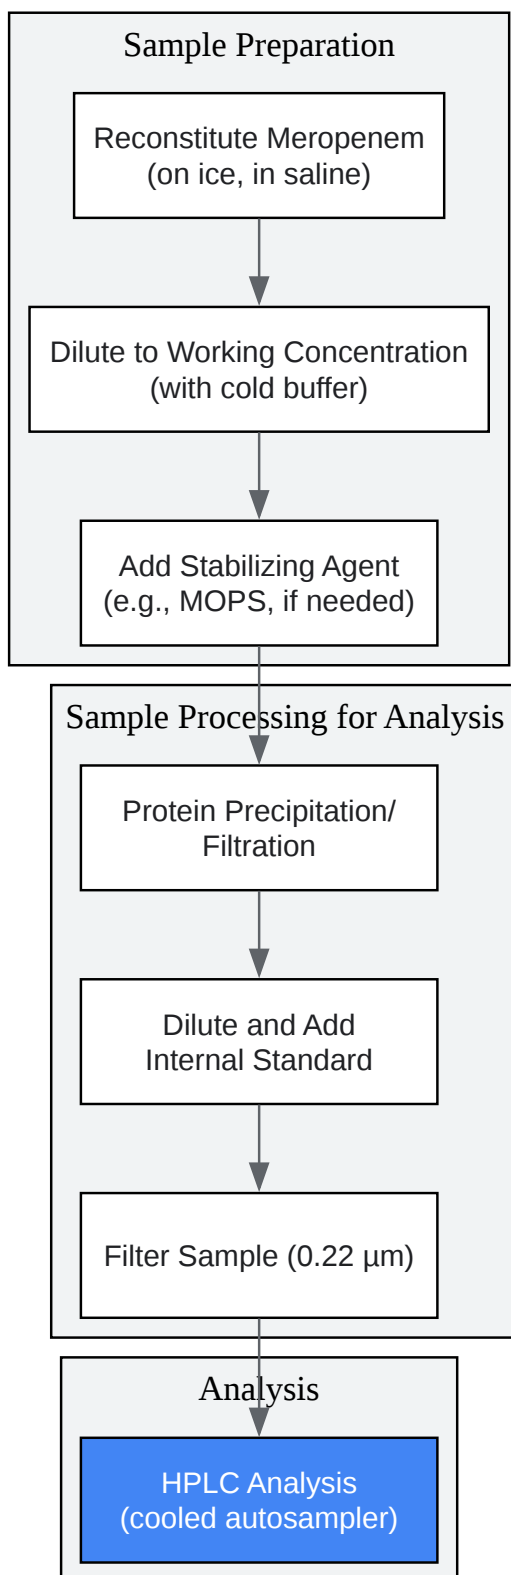 Sample Preparation
Reconstitute Meropenem
(on ice, in saline)
Dilute to Working Concentration
(with cold buffer)
Add Stabilizing Agent
(e.g., MOPS, if needed)
Sample Processing for Analysis
Protein Precipitation/
Filtration
Dilute and Add
Internal Standard
Filter Sample (0.22 µm)
Analysis
HPLC Analysis
(cooled autosampler)